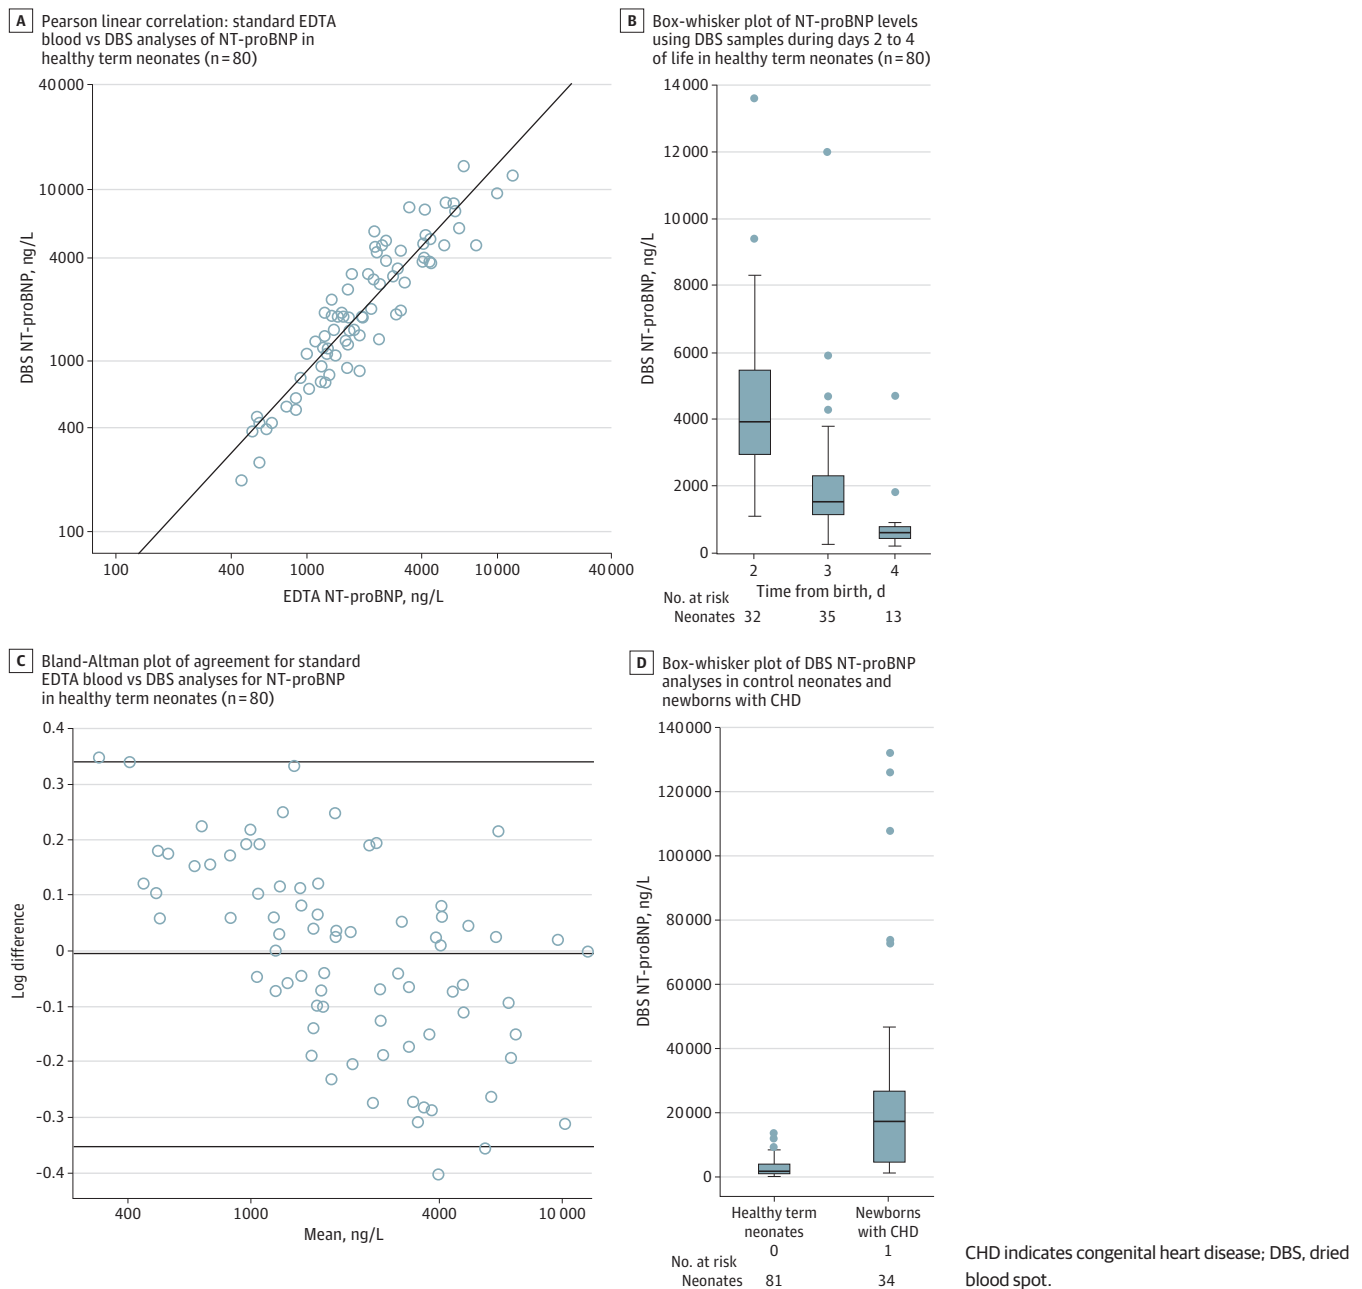 A Pearson linear correlation: standard EDTA
blood vs DBS analyses of NT-proBNP in
healthy term neonates (n=80)
40000
10000
4000
1000
400
100
DBS NT-proBNP, ng/L
100 400 1000 4000 10000 40000
EDTA NT-proBNP, ng/L
B Box-whisker plot of NT-proBNP levels
using DBS samples during days 2 to 4
of life in healthy term neonates (n=80)
14000
12000
10000
8000
6000
4000
2000
0
DBS NT-proBNP, ng/L
2 3 4
Time from birth, d
No. at risk
Neonates 32 35 13
C Bland-Altman plot of agreement for standard
EDTA blood vs DBS analyses for NT-proBNP
in healthy term neonates (n=80)
0.4
0.3
0.2
0.1
0
-0.1
-0.2
-0.3
-0.4
Log difference
400 1000 4000 10000
Mean, ng/L
D Box-whisker plot of DBS NT-proBNP
analyses in control neonates and
newborns with CHD
140000
120000
100000
80000
60000
40000
20000
0
DBS NT-proBNP, ng/L
Healthy term Newborns
neonates with CHD
0 1
No. at risk
Neonates 81 34
CHD indicates congenital heart disease; DBS, dried
blood spot.